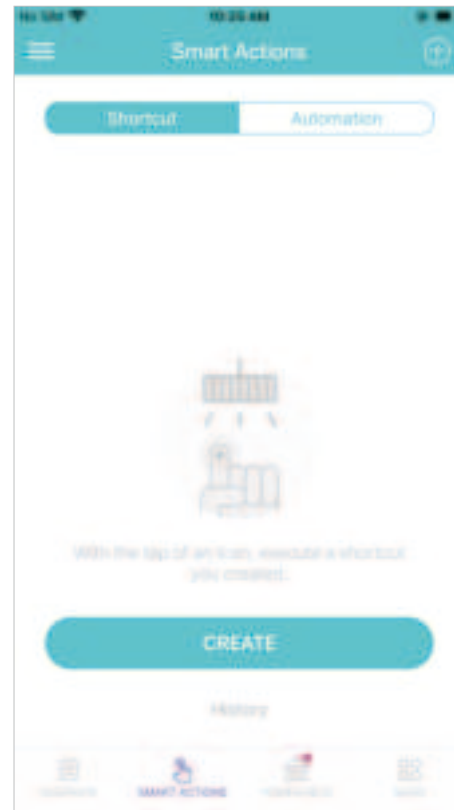 No SIM 10:25 AM
Smart Actions
Shortcut Automation
With the tap of an icon, execute a shortcut
you created.
CREATE
History
SMART ACTIONS